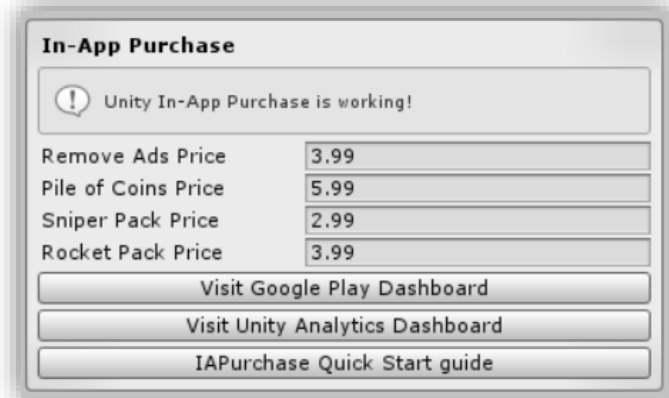 In-App Purchase
Unity In-App Purchase is working!
Remove Ads Price 3.99
Pile of Coins Price 5.99
Sniper Pack Price 2.99
Rocket Pack Price 3.99
Visit Google Play Dashboard
Visit Unity Analytics Dashboard
IAPurchase Quick Start guide